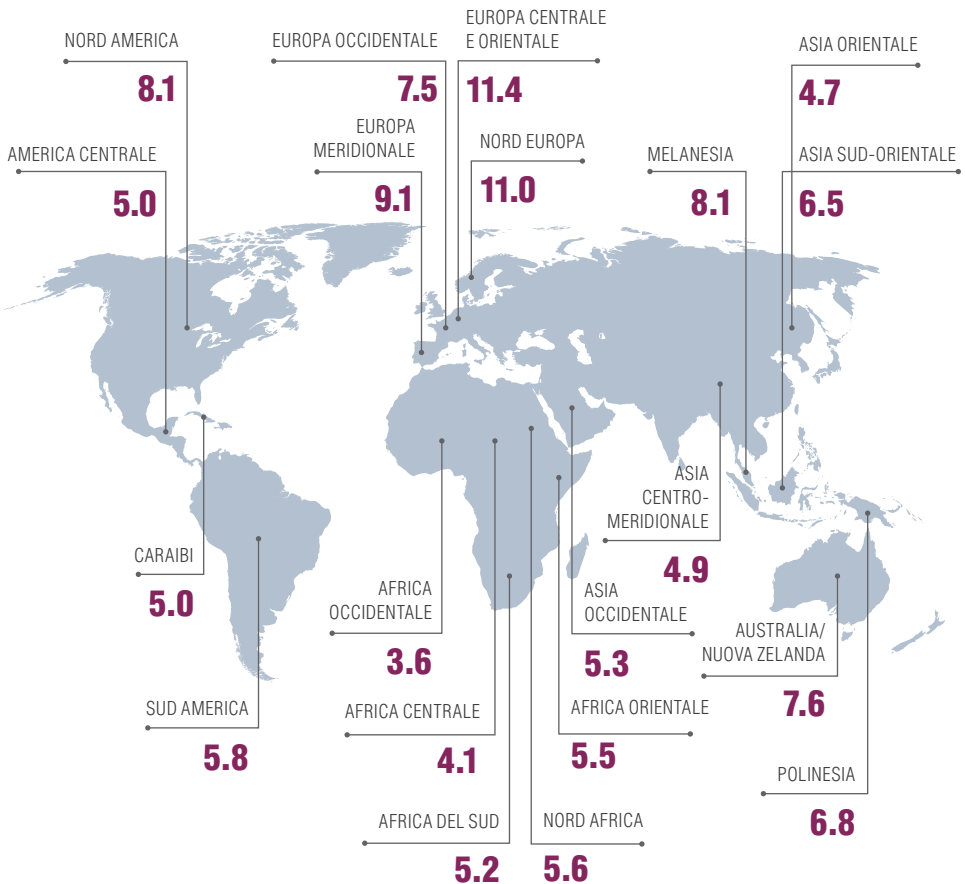 NORD AMERICA
8.1
EUROPA OCCIDENTALE
7.5
EUROPA CENTRALE
E ORIENTALE
11.4
ASIA ORIENTALE
4.7
AMERICA CENTRALE
5.0
EUROPA
MERIDIONALE
9.1
NORD EUROPA
11.0
MELANESIA
8.1
ASIA SUD-ORIENTALE
6.5
CARAIBI
5.0
SUD AMERICA
5.8
AFRICA
OCCIDENTALE
3.6
AFRICA CENTRALE
4.1
AFRICA DEL SUD
5.2
NORD AFRICA
5.6
AFRICA ORIENTALE
5.5
ASIA
OCCIDENTALE
5.3
ASIA
CENTRO-
MERIDIONALE
4.9
AUSTRALIA/
NUOVA ZELANDA
7.6
POLINESIA
6.8